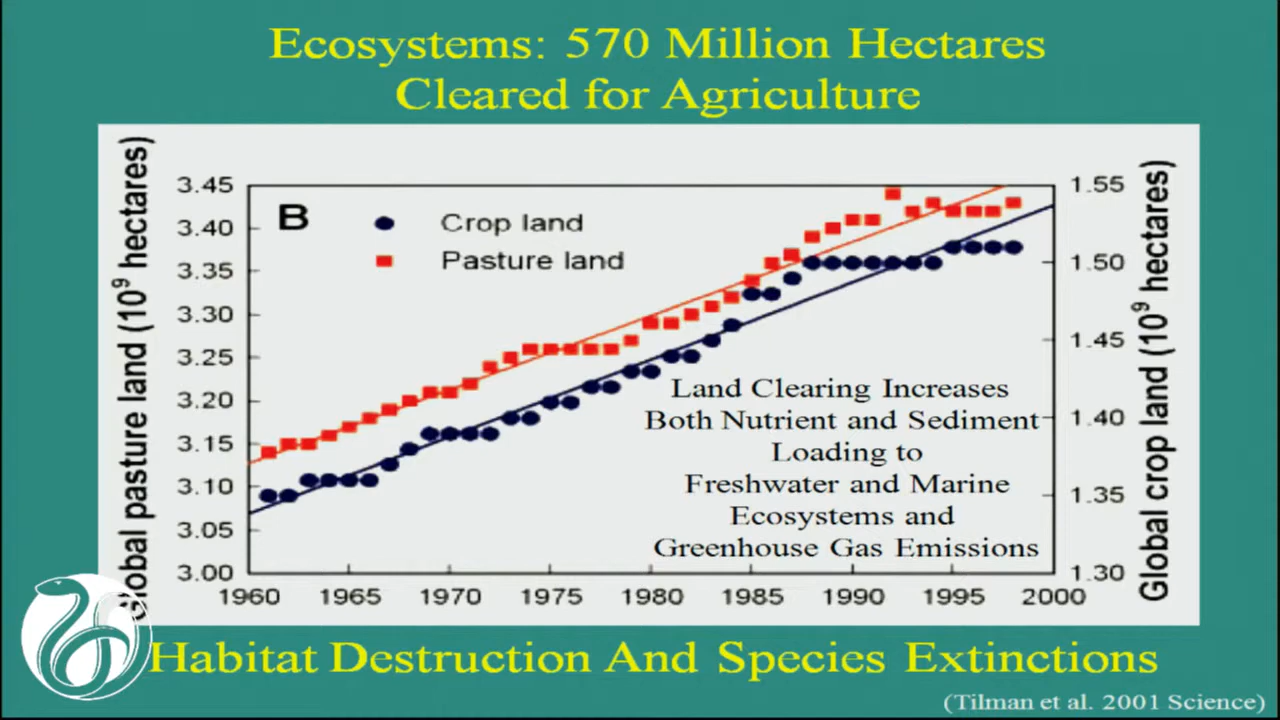 Ecosystems: 570 Million Hectares
Cleared for Agriculture
Global pasture land (10⁹ hectares)
3.45
3.40
3.35
3.30
3.25
3.20
3.15
3.10
3.05
3.00
B
Crop land
Pasture land
Land Clearing Increases
Both Nutrient and Sediment
Loading to
Freshwater and Marine
Ecosystems and
Greenhouse Gas Emissions
1.55
1.50
1.45
1.40
1.35
1.30
Global crop land (10⁹ hectares)
1960 1965 1970 1975 1980 1985 1990 1995 2000
Habitat Destruction And Species Extinctions
(Tilman et al. 2001 Science)